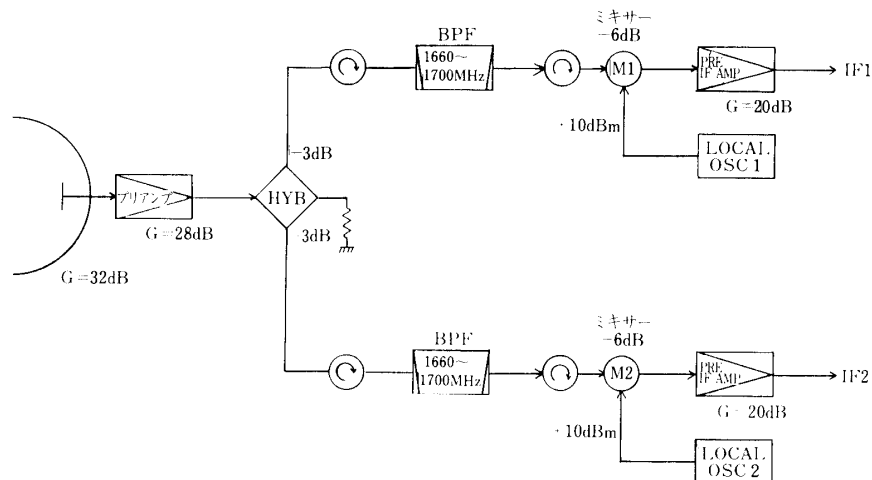 ミキサー
-6dB
BPF
1660~
1700MHz
M1
PRE
IF AMP
IF1
G=20dB
·10dBm
LOCAL
OSC 1
-3dB
プリアンプ
HYB
G=28dB
-3dB
G=32dB
ミキサー
-6dB
BPF
1660~
1700MHz
M2
PRE
IF AMP
IF2
G=20dB
·10dBm
LOCAL
OSC 2